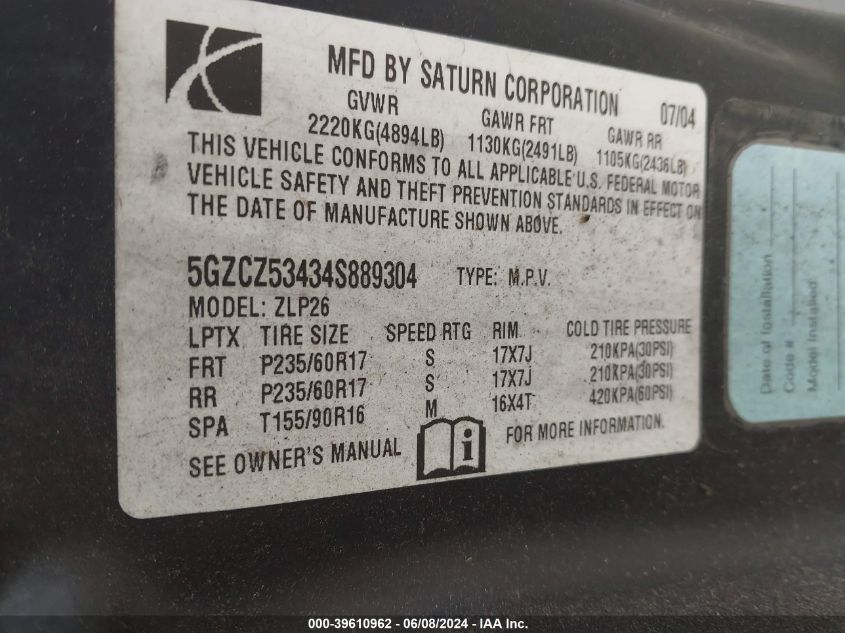 MFD BY SATURN CORPORATION 07/04
GVWR GAWR FRT GAWR RR
2220KG(4894LB) 1130KG(2491LB) 1105KG(2436LB)
THIS VEHICLE CONFORMS TO ALL APPLICABLE U.S. FEDERAL MOTOR
VEHICLE SAFETY AND THEFT PREVENTION STANDARDS IN EFFECT ON
THE DATE OF MANUFACTURE SHOWN ABOVE.
5GZCZ53434S889304 TYPE: M.P.V.
MODEL: ZLP26
LPTX TIRE SIZE SPEED RTG RIM COLD TIRE PRESSURE
FRT P235/60R17 S 17X7J 210KPA(30PSI)
RR P235/60R17 S 17X7J 210KPA(30PSI)
SPA T155/90R16 M 16X4T 420KPA(60PSI)
SEE OWNER'S MANUAL i FOR MORE INFORMATION.
Date of Installation
Code #
Model Installed
000-39610962 - 06/08/2024 - IAA Inc.